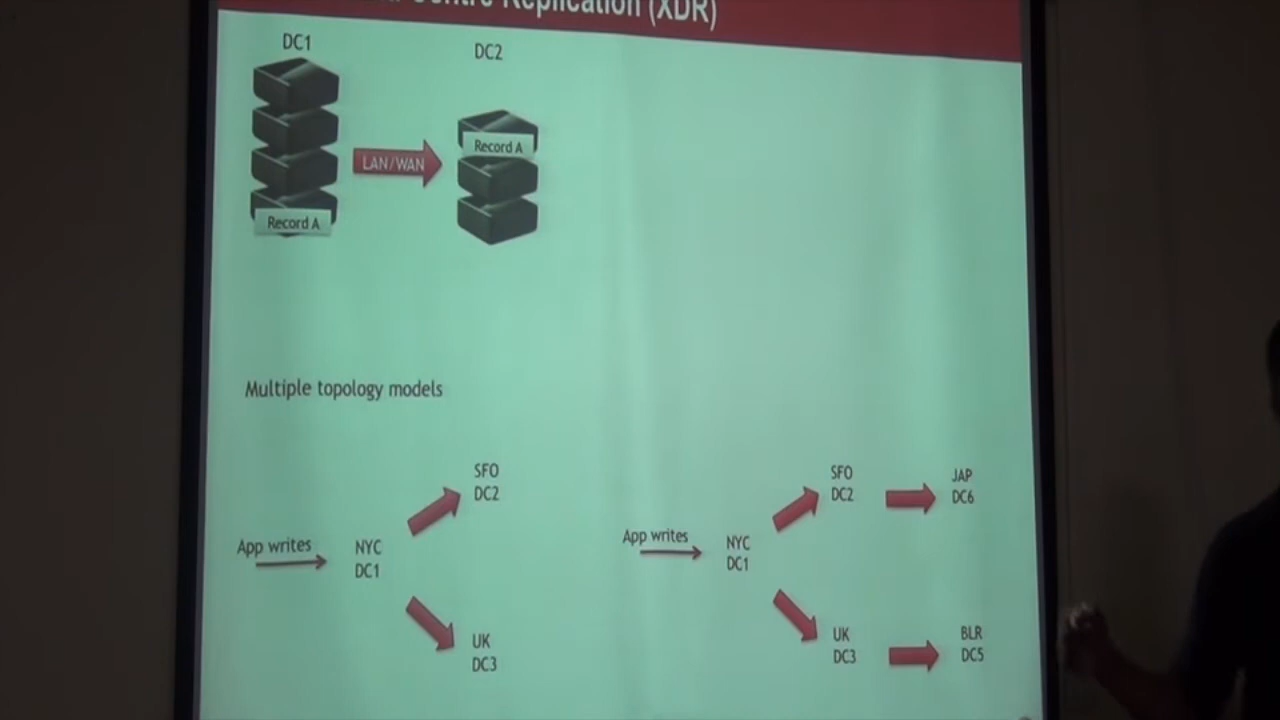 Centre Replication (XDR)
DC1
DC2
Record A
LAN/WAN
Record A
Multiple topology models
SFO
DC2
App writes
NYC
DC1
UK
DC3
SFO
DC2
JAP
DC6
App writes
NYC
DC1
UK
DC3
BLR
DC5